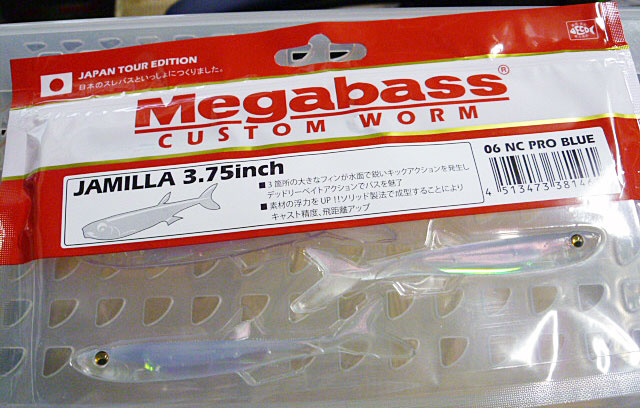 JAPAN TOUR EDITION
日本のスレバスといっしょにつくりました。
Megabass®
CUSTOM WORM
JAMILLA 3.75inch
■3箇所の大きなフィンが水面で鋭いキックアクションを発生し
デッドリーベイトアクションでバスを魅了
■素材の浮力をUP!!ソリッド製法で成型することにより
キャスト精度、飛距離アップ
06 NC PRO BLUE
4 513473 38146